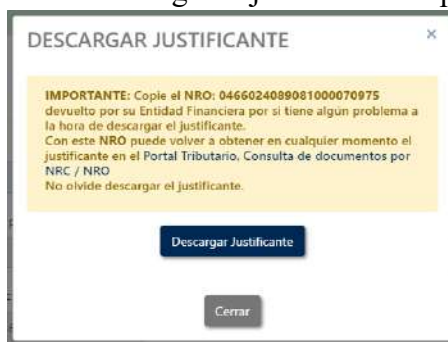 DESCARGAR JUSTIFICANTE
×
IMPORTANTE: Copie el NRO: 0466024089081000070975
devuelto por su Entidad Financiera por si tiene algún problema a
la hora de descargar el justificante.
Con este NRO puede volver a obtener en cualquier momento el
justificante en el Portal Tributario, Consulta de documentos por
NRC / NRO
No olvide descargar el justificante.
Descargar Justificante
Cerrar